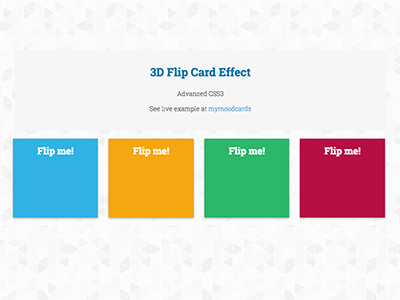 3D Flip Card Effect
Advanced CSS3
See live example at mymoodcards
Flip me! Flip me! Flip me! Flip me!